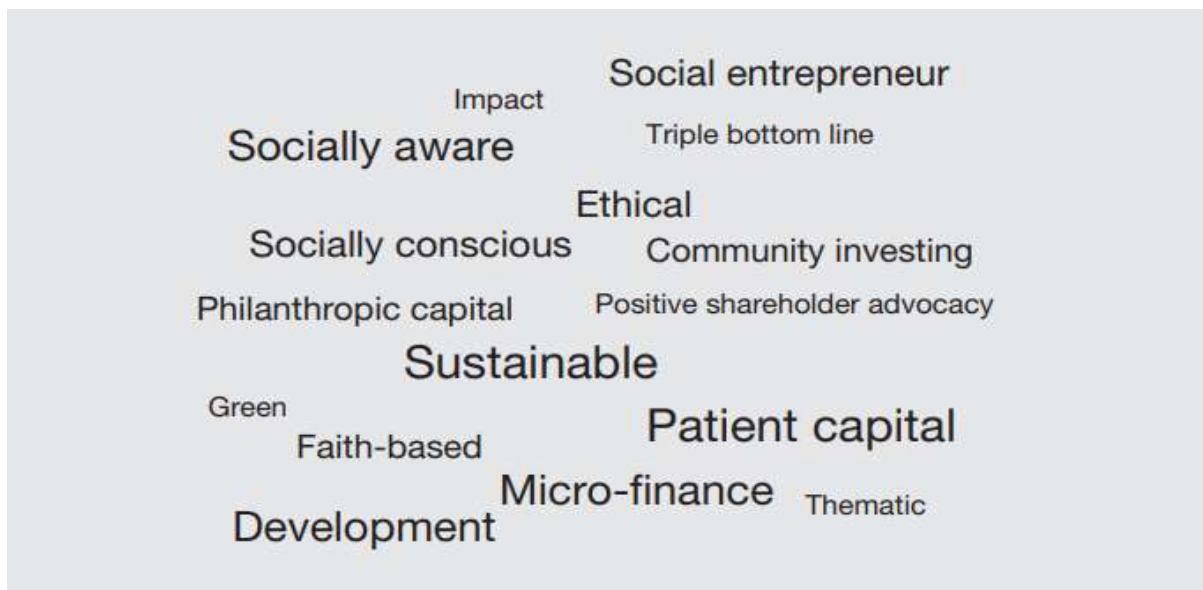 Social entrepreneur
Impact
Triple bottom line
Socially aware
Ethical
Socially conscious
Community investing
Philanthropic capital
Positive shareholder advocacy
Sustainable
Green
Patient capital
Faith-based
Micro-finance
Thematic
Development